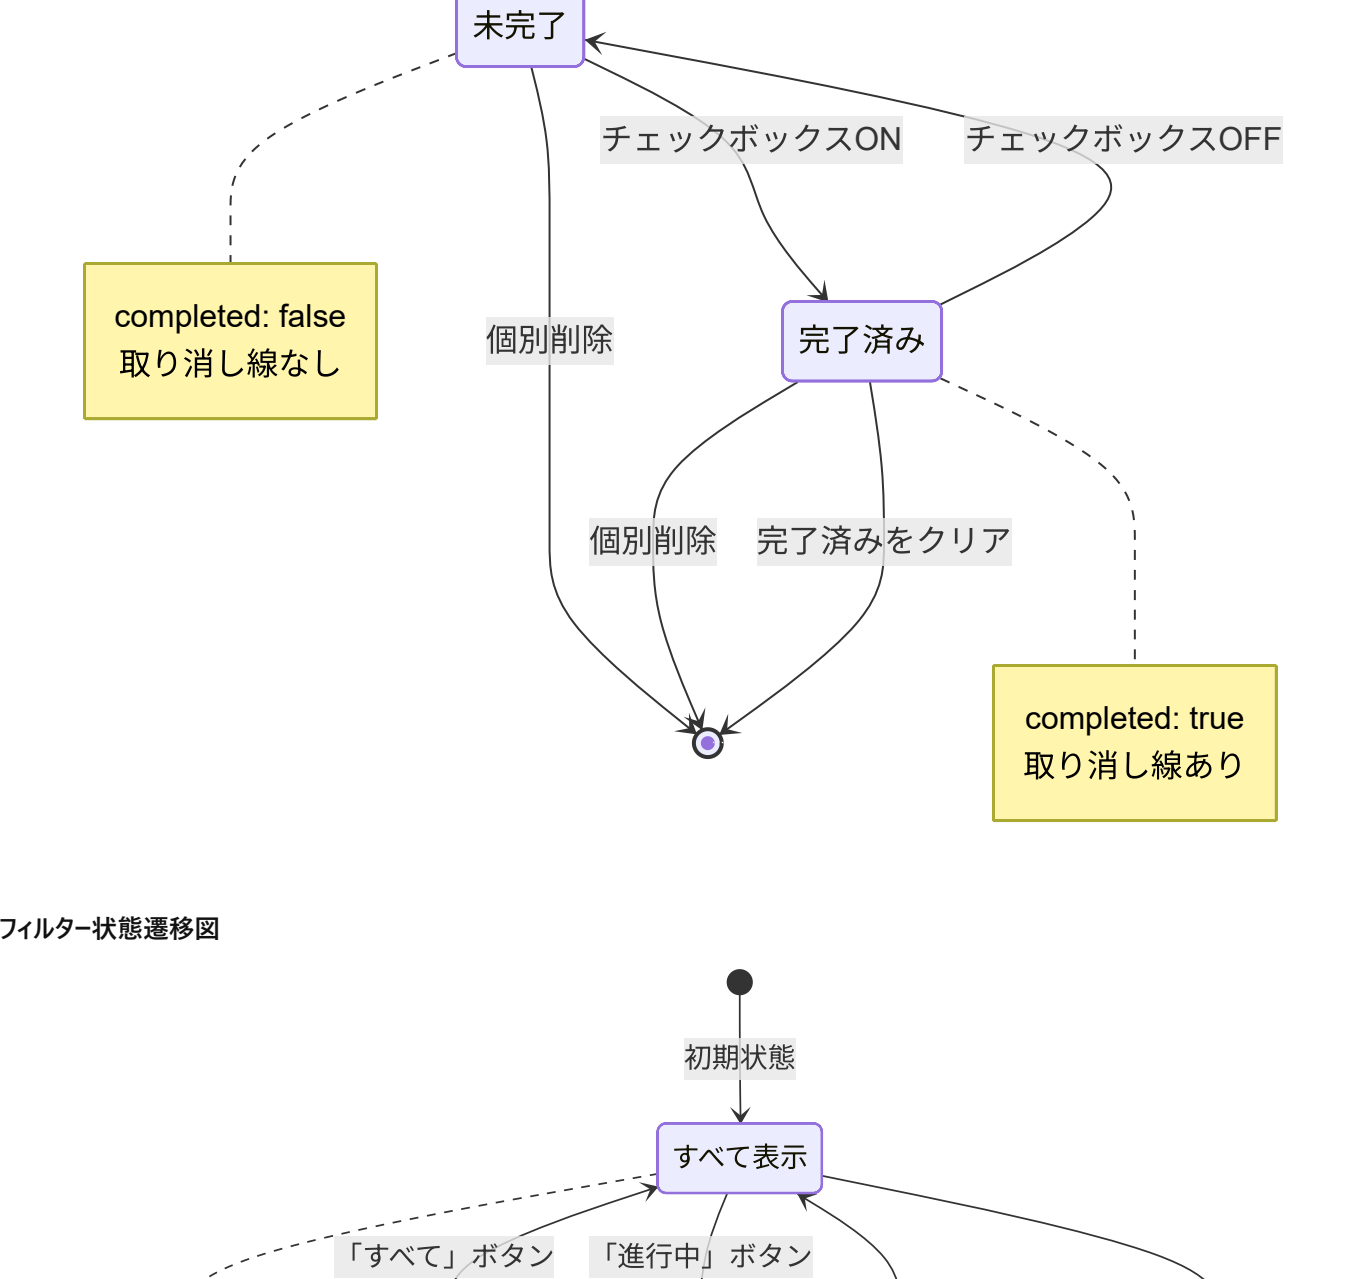 未完了
チェックボックスON
チェックボックスOFF
completed: false
取り消し線なし
個別削除
完了済み
個別削除
完了済みをクリア
completed: true
取り消し線あり
フィルター状態遷移図
初期状態
すべて表示
「すべて」ボタン
「進行中」ボタン